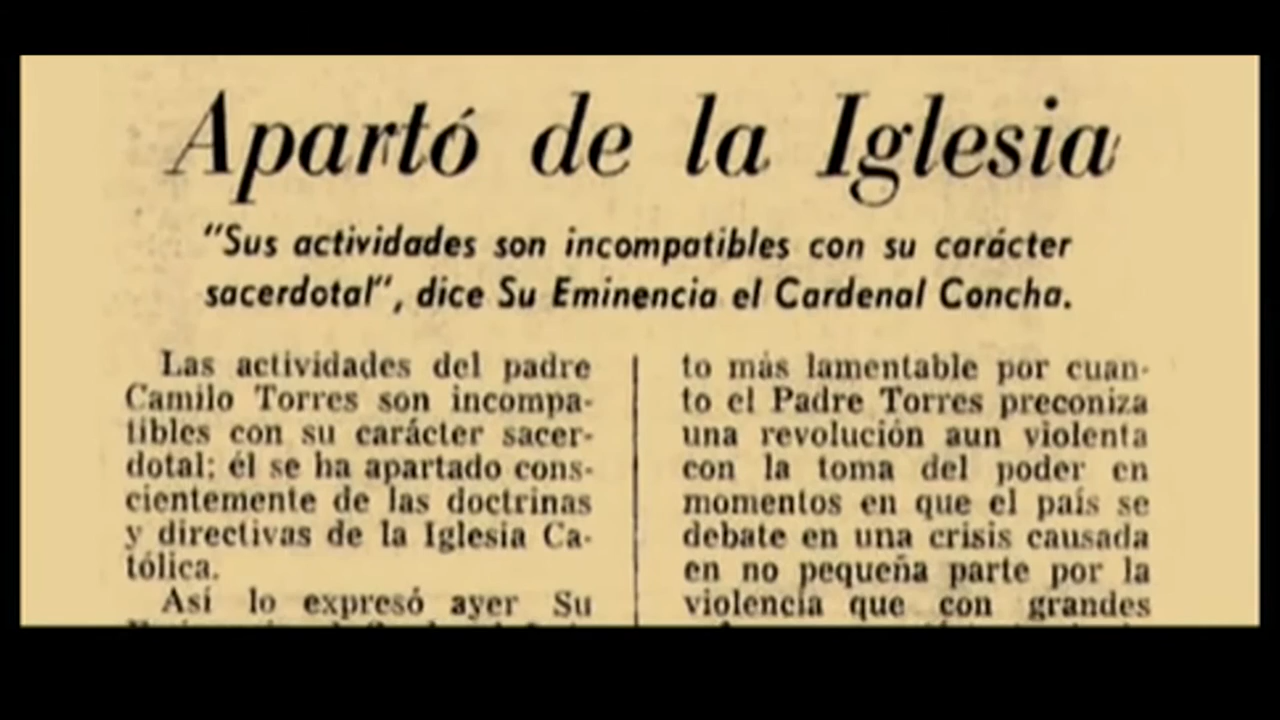 Apartó de la Iglesia
"Sus actividades son incompatibles con su carácter
sacerdotal", dice Su Eminencia el Cardenal Concha.
Las actividades del padre
Camilo Torres son incompa-
tibles con su carácter sacer-
dotal; él se ha apartado cons-
cientemente de las doctrinas
y directivas de la Iglesia Ca-
tólica.
Así lo expresó ayer Su
to más lamentable por cuan-
to el Padre Torres preconiza
una revolución aun violenta
con la toma del poder en
momentos en que el país se
debate en una crisis causada
en no pequeña parte por la
violencia que con grandes